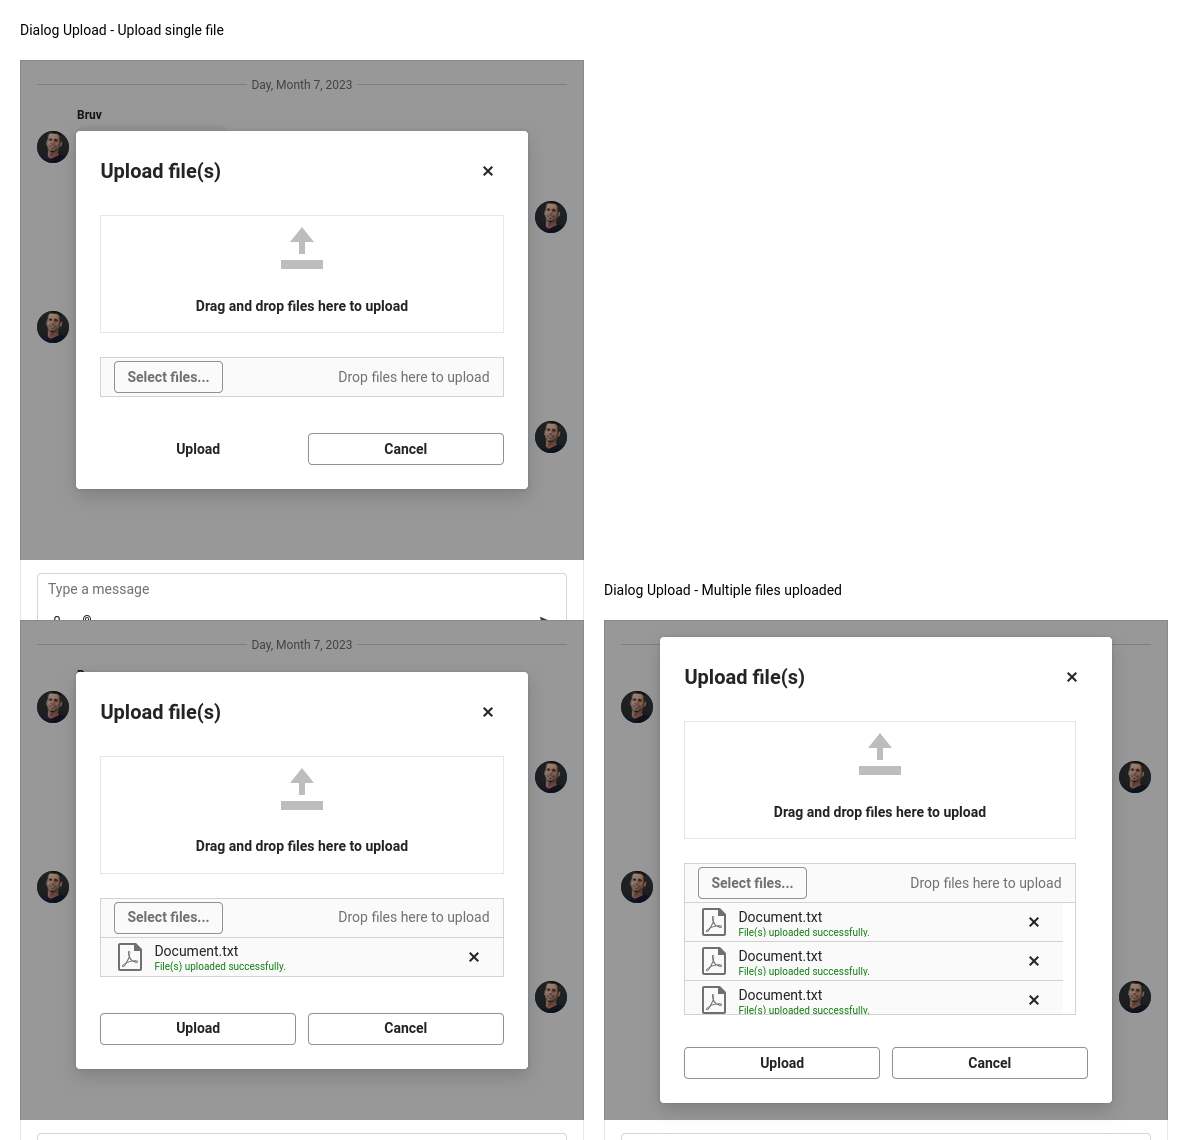 Dialog Upload - Upload single file
Day, Month 7, 2023
Bruv
Upload file(s)
Drag and drop files here to upload
Select files...
Drop files here to upload
Upload
Cancel
Type a message
Day, Month 7, 2023
Upload file(s)
Drag and drop files here to upload
Select files...
Drop files here to upload
Document.txt
File(s) uploaded successfully.
Upload
Cancel
Dialog Upload - Multiple files uploaded
Upload file(s)
Drag and drop files here to upload
Select files...
Drop files here to upload
Document.txt
File(s) uploaded successfully.
Document.txt
File(s) uploaded successfully.
Document.txt
File(s) uploaded successfully.
Upload
Cancel